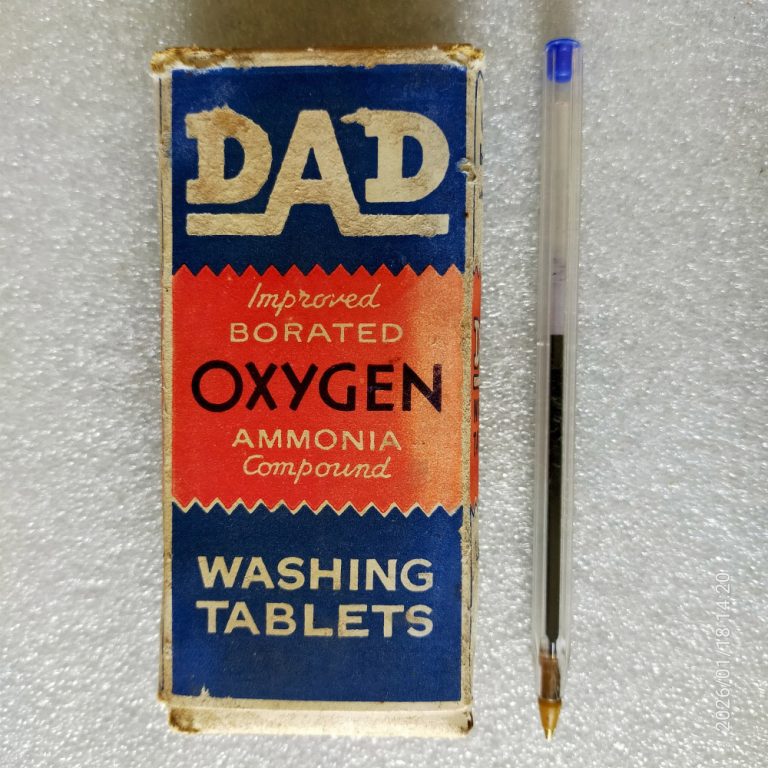 DAD
Improved
BORATED
OXYGEN
AMMONIA
Compound
WASHING
TABLETS
2026/01/18 14:20